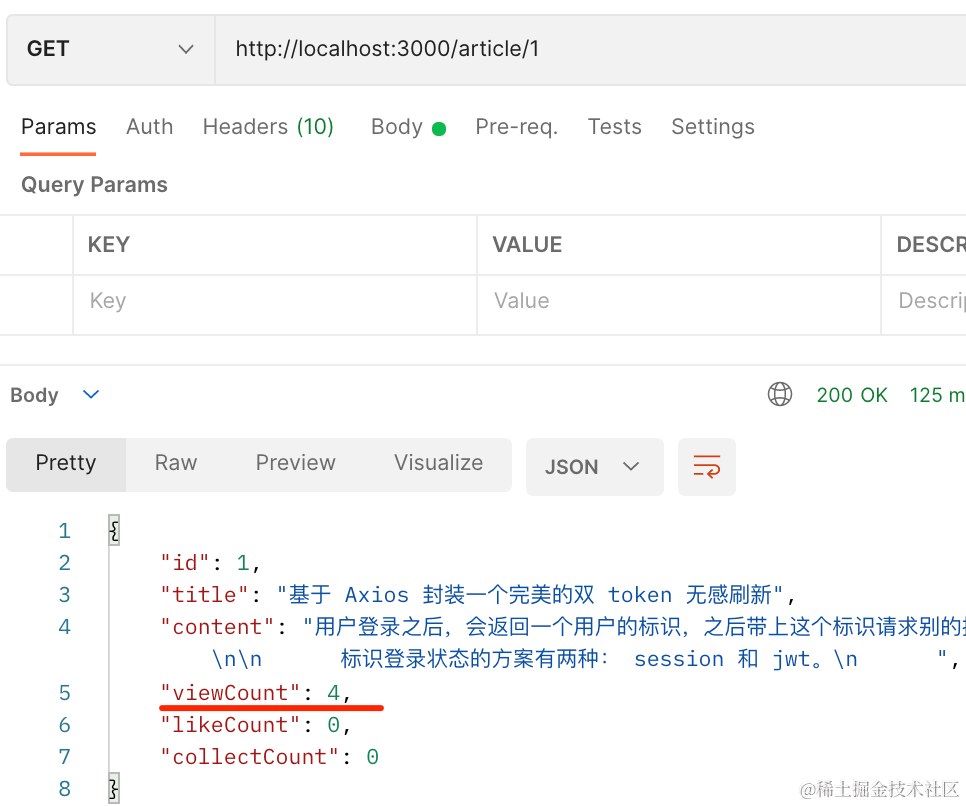 GET http://localhost:3000/article/1
Params Auth Headers (10) Body Pre-req. Tests Settings
Query Params
KEY VALUE DESCR
Key Value Descrip
Body 200 OK 125 m
Pretty Raw Preview Visualize JSON
1 {
2 "id": 1,
3 "title": "基于 Axios 封装一个完美的双 token 无感刷新",
4 "content": "用户登录之后，会返回一个用户的标识，之后带上这个标识请求别的
\n\n 标识登录状态的方案有两种： session 和 jwt。\n ",
5 "viewCount": 4,
6 "likeCount": 0,
7 "collectCount": 0
8 }
@稀土掘金技术社区